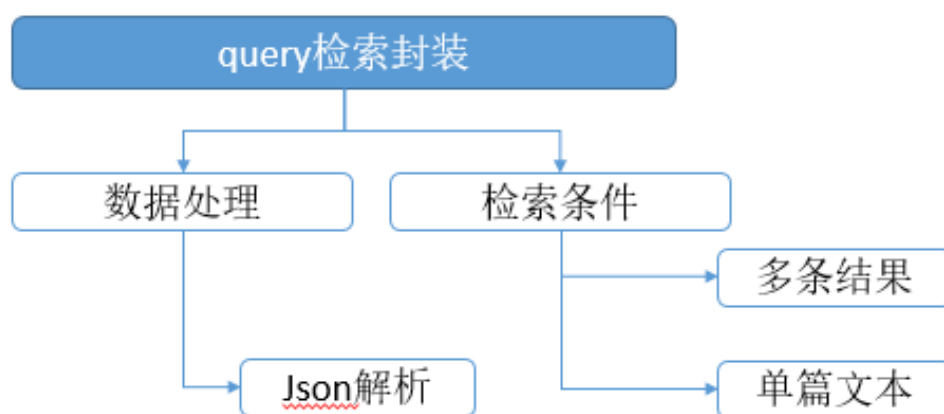 query检索封装
数据处理
检索条件
多条结果
Json解析
单篇文本